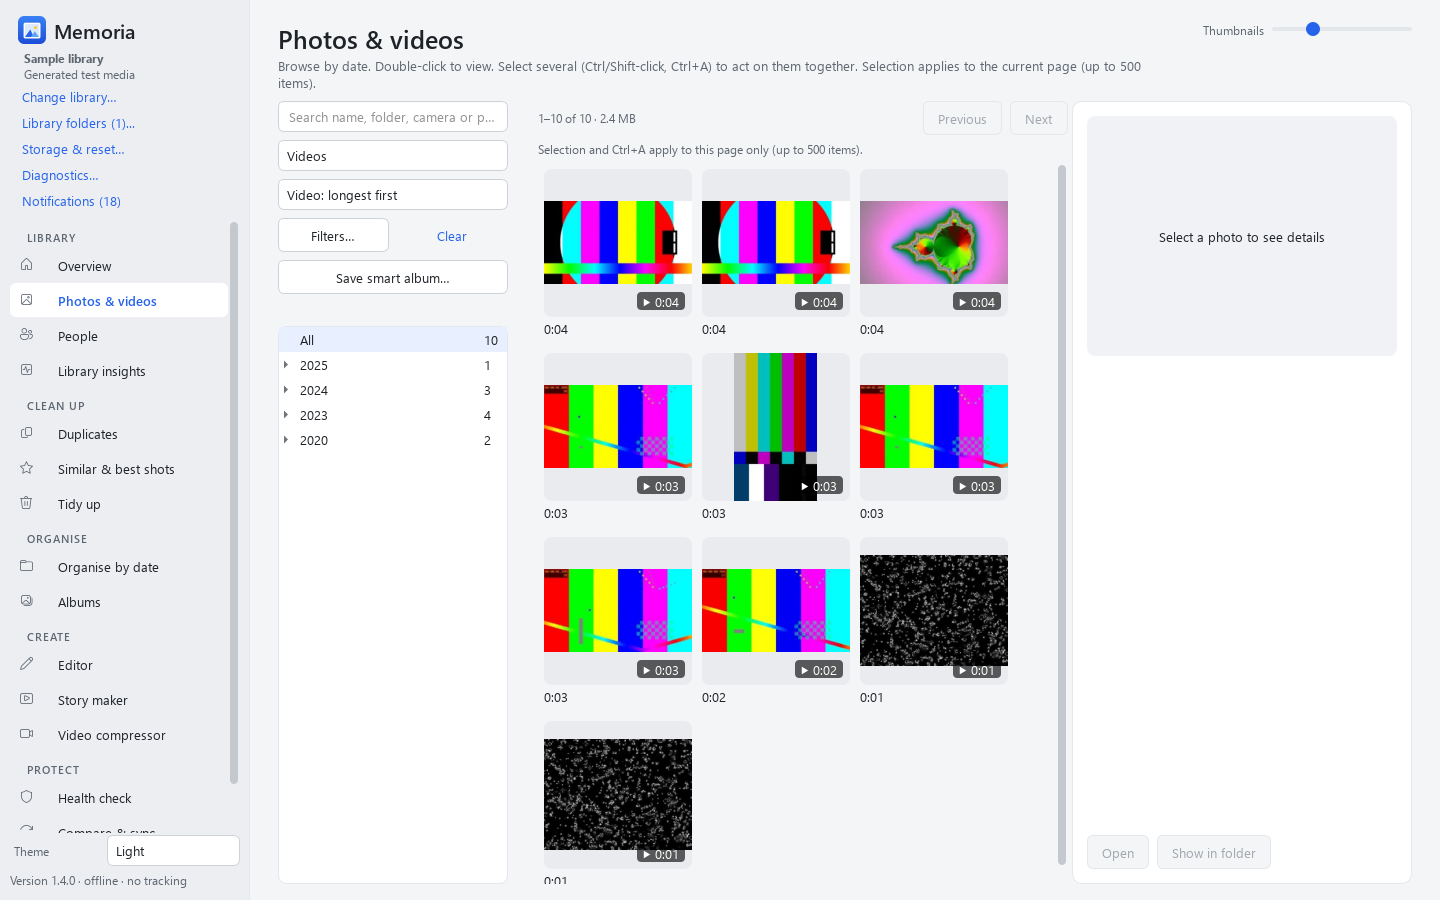 Memoria
Sample library
Generated test media
Change library...
Library folders (1)...
Storage & reset...
Diagnostics...
Notifications (18)
LIBRARY
Overview
Photos & videos
People
Library insights
CLEAN UP
Duplicates
Similar & best shots
Tidy up
ORGANISE
Organise by date
Albums
CREATE
Editor
Story maker
Video compressor
PROTECT
Health check
Compare & sync
Theme
Light
Version 1.4.0 · offline · no tracking
Photos & videos
Browse by date. Double-click to view. Select several (Ctrl/Shift-click, Ctrl+A) to act on them together. Selection applies to the current page (up to 500
items).
Thumbnails
Search name, folder, camera or p...
Videos
Video: longest first
Filters...
Clear
Save smart album...
All 10
2025 1
2024 3
2023 4
2020 2
1–10 of 10 · 2.4 MB
Previous
Next
Selection and Ctrl+A apply to this page only (up to 500 items).
0:04
0:04
0:04
0:04
0:04
0:04
0:03
0:03
0:03
0:03
0:03
0:03
0:03
0:02
0:01
0:03
0:02
0:01
0:01
0:01
Select a photo to see details
Open
Show in folder